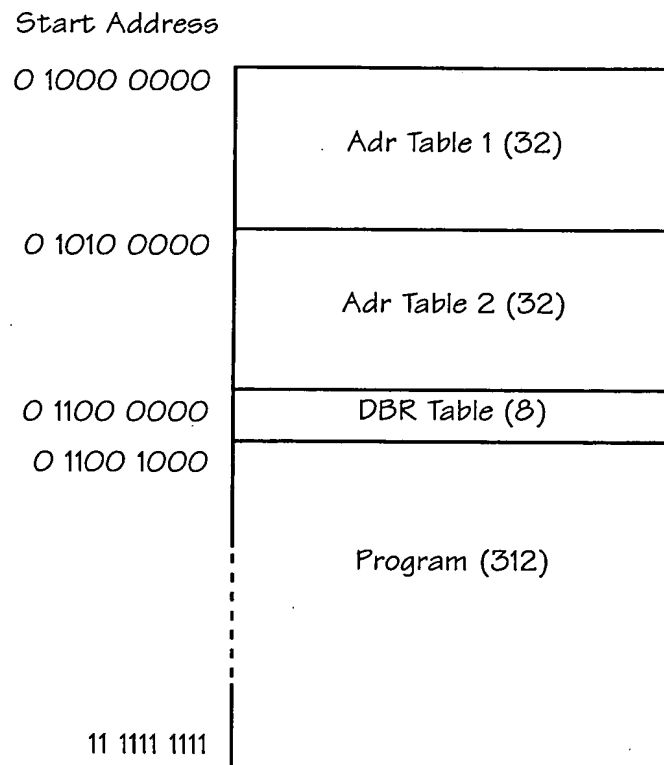 Start Address
0 1000 0000
Adr Table 1 (32)
0 1010 0000
Adr Table 2 (32)
0 1100 0000
DBR Table (8)
0 1100 1000
Program (312)
11 1111 1111